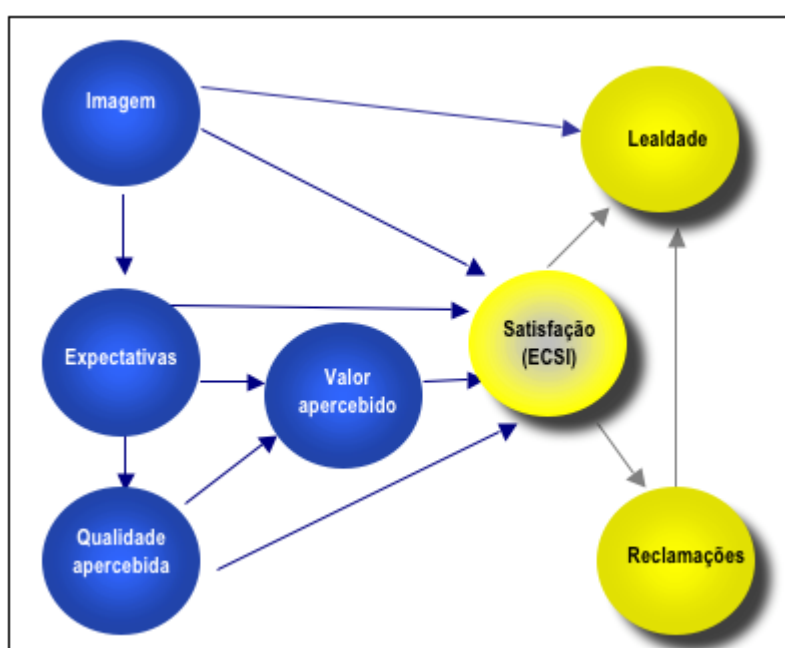 Imagem
Lealdade
Expectativas
Valor
apercebido
Satisfação
(ECSI)
Qualidade
apercebida
Reclamações